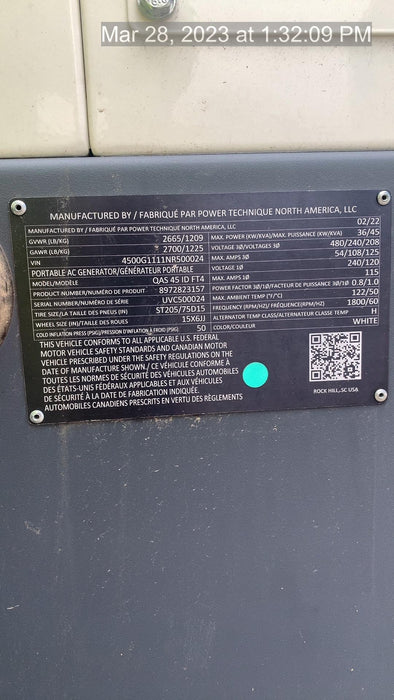 Mar 28, 2023 at 1:32:09 PM
MANUFACTURED BY / FABRIQUÉ PAR POWER TECHNIQUE NORTH AMERICA, LLC
MANUFACTURED BY / FABRIQUÉ PAR POWER TECHNIQUE NORTH AMERICA, LLC 02/22
GVWR (LB/KG) 2665/1209 MAX. POWER (KW/KVA)/MAX. PUISSANCE (KW/KVA) 36/45
GAWR (LB/KG) 2700/1225 VOLTAGE 3Ø/VOLTAGES 3Ø 480/240/208
VIN 4500G1111NR500024 MAX. AMPS 3Ø 54/108/125
PORTABLE AC GENERATOR/GÉNÉRATEUR PORTABLE VOLTAGE 1Ø 240/120
MODEL/MODÈLE QAS 45 ID FT4 MAX. AMPS 1Ø 115
PRODUCT NUMBER/NUMÉRO DE PRODUIT 8972823157 POWER FACTOR 3Ø/1Ø/FACTEUR DE PUISSANCE 3Ø/1Ø 0.8/1.0
SERIAL NUMBER/NUMÉRO DE SÉRIE UVC500024 MAX. AMBIENT TEMP (°F/°C) 122/50
TIRE SIZE/LA TAILLE DES PNEUS (IN) ST205/75D15 FREQUENCY (RPM/HZ)/ FRÉQUENCE(RPM/HZ) 1800/60
WHEEL SIZE (IN)/TAILLE DES ROUES 15X6JJ ALTERNATOR TEMP CLASS/ALTERNATEUR CLASSE TEMP H
COLD INFLATION PRESS (PSG)/PRESSION D'INFLATION À FROID (PSG) 50 COLOR/COULEUR WHITE
THIS VEHICLE CONFORMS TO ALL APPLICABLE U.S. FEDERAL
MOTOR VEHICLE SAFETY STANDARDS AND CANADIAN MOTOR
VEHICLE PRESCRIBED UNDER THE SAFETY REGULATIONS ON THE
DATE OF MANUFACTURE SHOWN / CE VÉHICULE CONFORME À
TOUTES LES NORMES DE SÉCURITÉ DES VÉHICULES AUTOMOBILES
DES ÉTATS-UNIS FÉDÉRAUX APPLICABLES ET AUX VÉHICULES
DE SÉCURITÉ À LA DATE DE FABRICATION INDIQUÉE
AUTOMOBILES CANADIENS PRESCRITS EN VERTU DES RÈGLEMENTS
ROCK HILL, SC USA